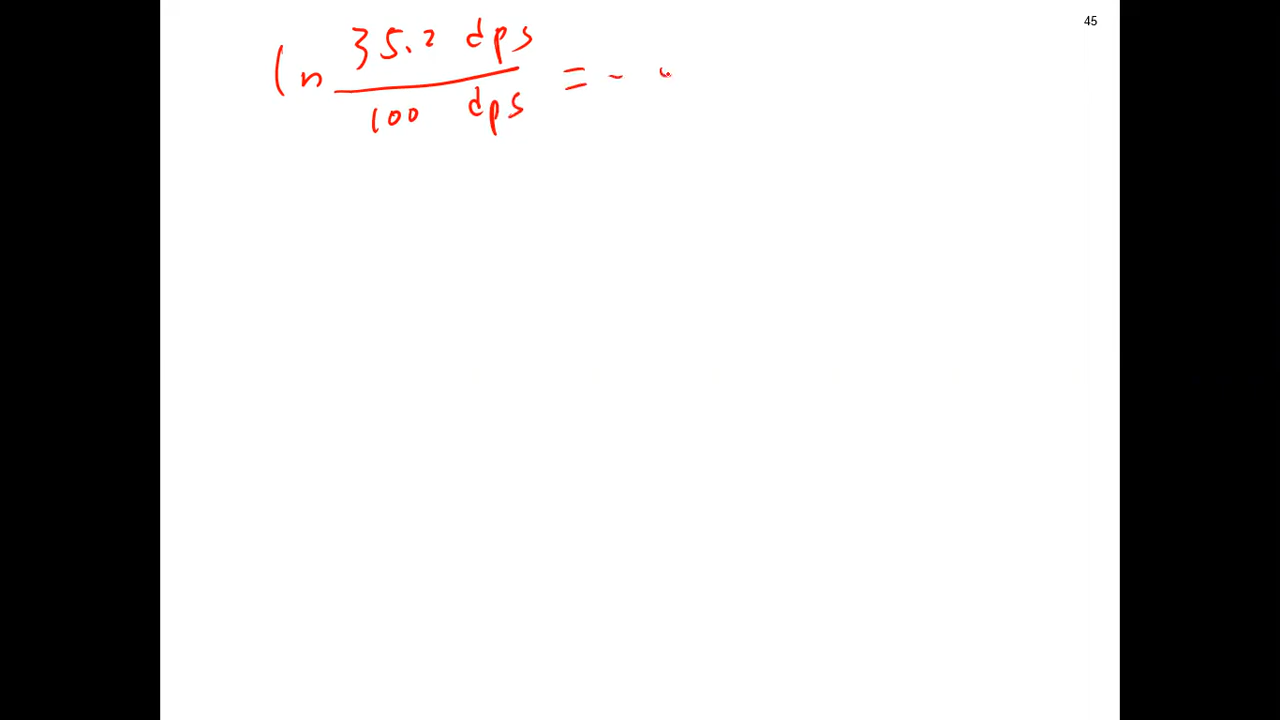 45
ln 35.2 dps / 100 dps = -